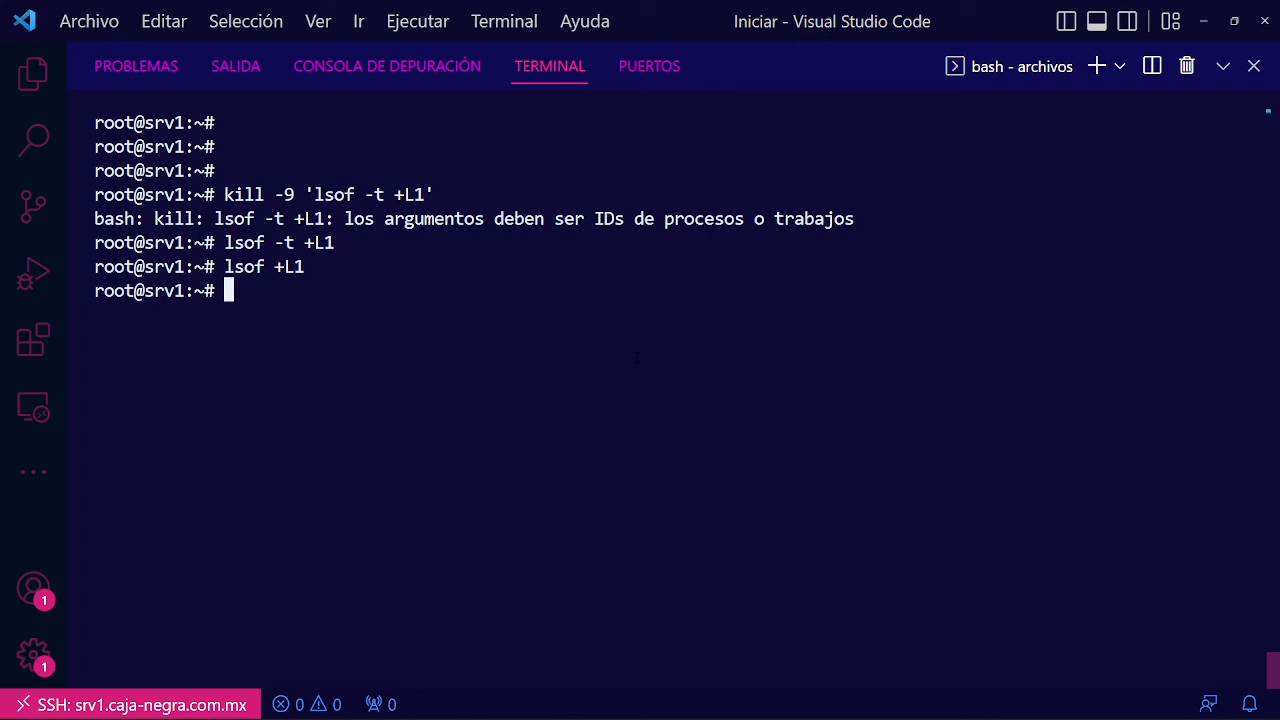 Archivo Editar Selección Ver Ir Ejecutar Terminal Ayuda Iniciar - Visual Studio Code
PROBLEMAS SALIDA CONSOLA DE DEPURACIÓN TERMINAL PUERTOS bash - archivos
root@srv1:~#
root@srv1:~#
root@srv1:~#
root@srv1:~# kill -9 'lsof -t +L1'
bash: kill: lsof -t +L1: los argumentos deben ser IDs de procesos o trabajos
root@srv1:~# lsof -t +L1
root@srv1:~# lsof +L1
root@srv1:~#
1
1
SSH: srv1.caja-negra.com.mx 0 0 0